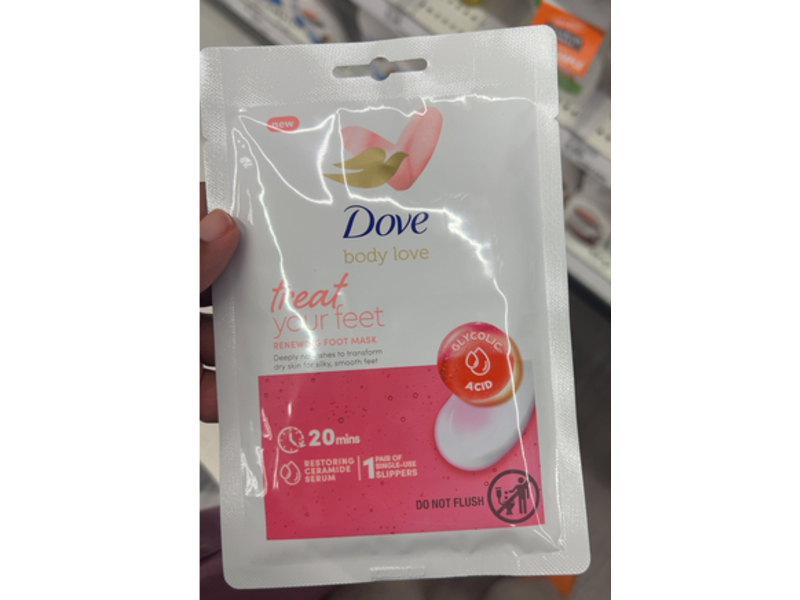 new
Dove
body love
treat
your feet
RENEWING FOOT MASK
Deeply nourishes to transform
dry skin for silky, smooth feet
GLYCOLIC
ACID
20 mins
RESTORING
CERAMIDE
SERUM
1 PAIR OF
SINGLE-USE
SLIPPERS
DO NOT FLUSH